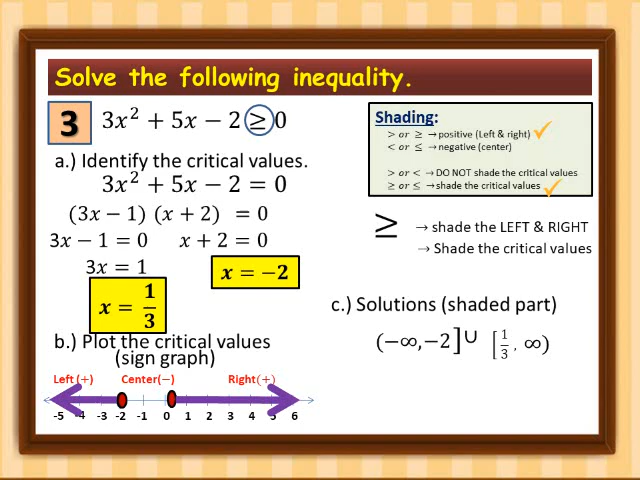 Solve the following inequality.
3
3x² + 5x − 2 ≥ 0
a.) Identify the critical values.
3x² + 5x − 2 = 0
(3x − 1) (x + 2) = 0
3x − 1 = 0 x + 2 = 0
3x = 1
x = −2
x = 1/3
b.) Plot the critical values
(sign graph)
Left (+) Center(−) Right(+)
-5 -4 -3 -2 -1 0 1 2 3 4 5 6
Shading:
> or ≥ → positive (Left & right)
< or ≤ → negative (center)
> or < → DO NOT shade the critical values
≥ or ≤ → shade the critical values
≥ → shade the LEFT & RIGHT
→ Shade the critical values
c.) Solutions (shaded part)
(−∞, −2] ∪ [1/3, ∞)